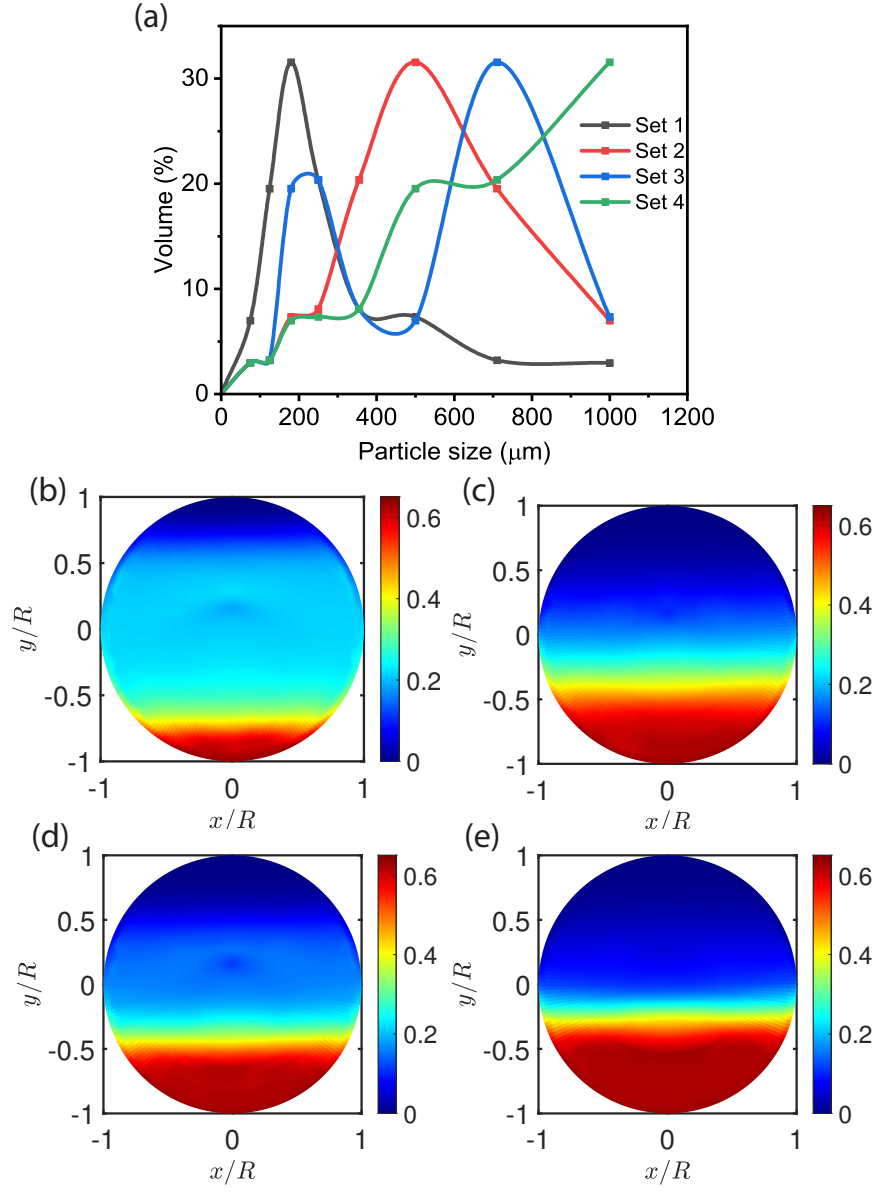 (a)
30
20
10
0
Volume (%)
Set 1
Set 2
Set 3
Set 4
0 200 400 600 800 1000 1200
Particle size (μm)
(b)
1
0.5
0
-0.5
-1
y/R
-1 0 1
x/R
0.6
0.4
0.2
0
(c)
1
0.5
0
-0.5
-1
y/R
-1 0 1
x/R
0.6
0.4
0.2
0
(d)
1
0.5
0
-0.5
-1
y/R
-1 0 1
x/R
0.6
0.4
0.2
0
(e)
1
0.5
0
-0.5
-1
y/R
-1 0 1
x/R
0.6
0.4
0.2
0